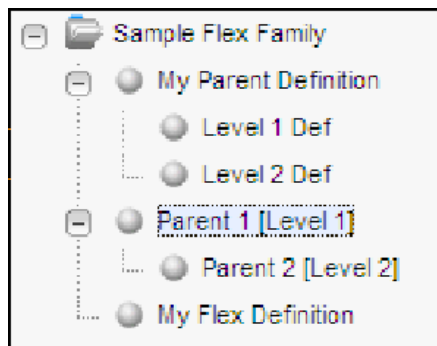 Sample Flex Family
My Parent Definition
Level 1 Def
Level 2 Def
Parent 1 [Level 1]
Parent 2 [Level 2]
My Flex Definition